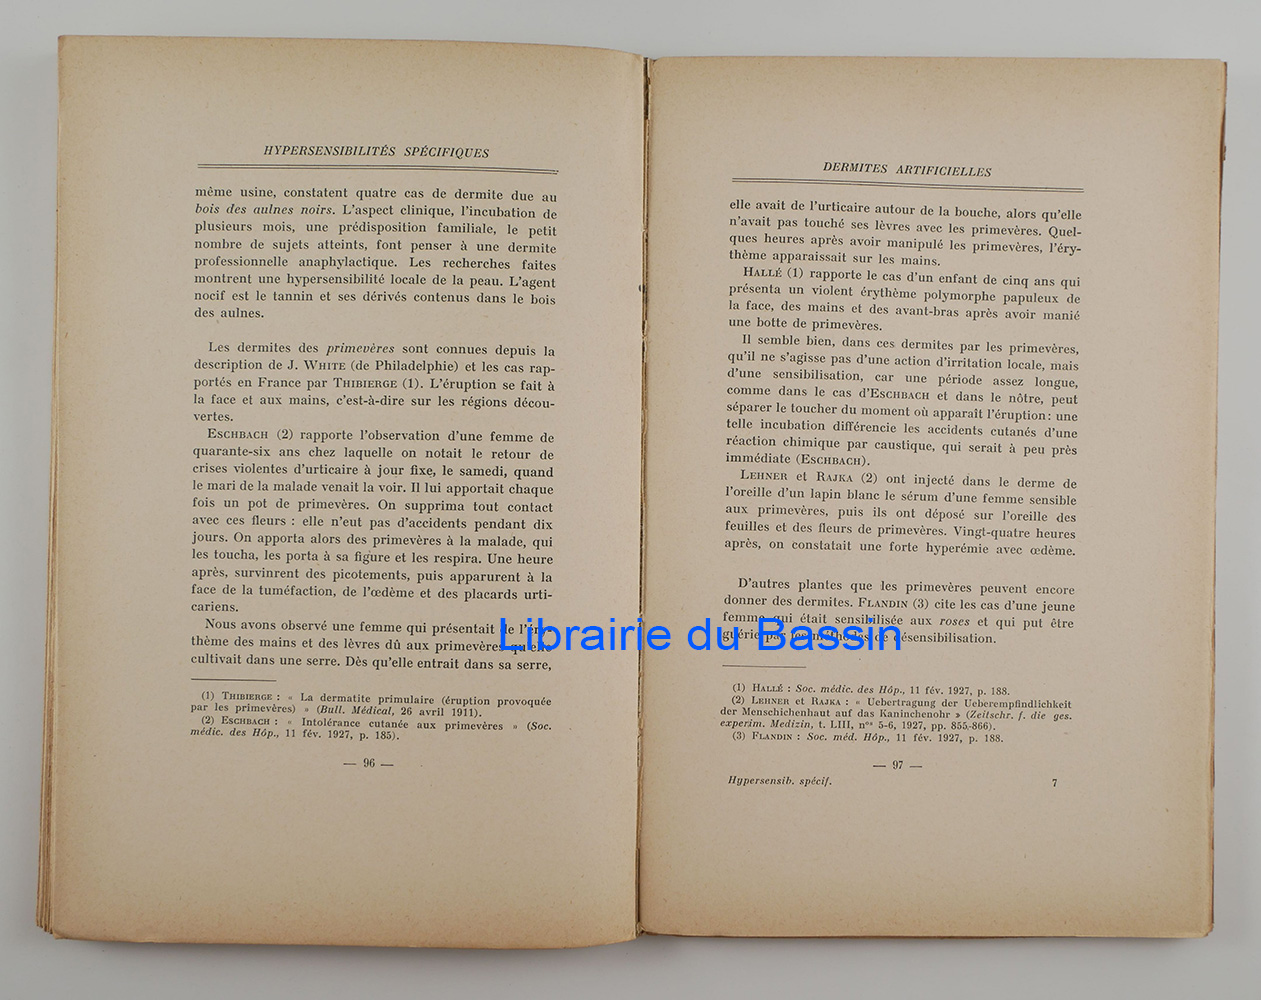 HYPERSENSIBILITÉS SPÉCIFIQUES
même usine, constatent quatre cas de dermite due au
bois des aulnes noirs. L'aspect clinique, l'incubation de
plusieurs mois, une prédisposition familiale, le petit
nombre de sujets atteints, font penser à une dermite
professionnelle anaphylactique. Les recherches faites
montrent une hypersensibilité locale de la peau. L'agent
nocif est le tannin et ses dérivés contenus dans le bois
des aulnes.
Les dermites des primevères sont connues depuis la
description de J. WHITE (de Philadelphie) et les cas rap-
portés en France par THIBIERGE (1). L'éruption se fait à
la face et aux mains, c'est-à-dire sur les régions décou-
vertes.
ESCHBACH (2) rapporte l'observation d'une femme de
quarante-six ans chez laquelle on notait le retour de
crises violentes d'urticaire à jour fixe, le samedi, quand
le mari de la malade venait la voir. Il lui apportait chaque
fois un pot de primevères. On supprima tout contact
avec ces fleurs : elle n'eut pas d'accidents pendant dix
jours. On apporta alors des primevères à la malade, qui
les toucha, les porta à sa figure et les respira. Une heure
après, survinrent des picotements, puis apparurent à la
face de la tuméfaction, de l'œdème et des placards urti-
cariens.
Nous avons observé une femme qui présentait de l'éry-
thème des mains et des lèvres dû aux primevères qu'elle
cultivait dans une serre. Dès qu'elle entrait dans sa serre,
(1) THIBIERGE : « La dermatite primulaire (éruption provoquée
par les primevères) » (Bull. Médical, 26 avril 1911).
(2) ESCHBACH : « Intolérance cutanée aux primevères » (Soc.
médic. des Hôp., 11 fév. 1927, p. 185).
— 96 —
DERMITES ARTIFICIELLES
elle avait de l'urticaire autour de la bouche, alors qu'elle
n'avait pas touché ses lèvres avec les primevères. Quel-
ques heures après avoir manipulé les primevères, l'éry-
thème apparaissait sur les mains.
HALLÉ (1) rapporte le cas d'un enfant de cinq ans qui
présenta un violent érythème polymorphe papuleux de
la face, des mains et des avant-bras après avoir manié
une botte de primevères.
Il semble bien, dans ces dermites par les primevères,
qu'il ne s'agisse pas d'une action d'irritation locale, mais
d'une sensibilisation, car une période assez longue,
comme dans le cas d'ESCHBACH et dans le nôtre, peut
séparer le toucher du moment où apparaît l'éruption: une
telle incubation différencie les accidents cutanés d'une
réaction chimique par caustique, qui serait à peu près
immédiate (ESCHBACH).
LEHNER et RAJKA (2) ont injecté dans le derme de
l'oreille d'un lapin blanc le sérum d'une femme sensible
aux primevères, puis ils ont déposé sur l'oreille des
feuilles et des fleurs de primevères. Vingt-quatre heures
après, on constatait une forte hyperémie avec œdème.
D'autres plantes que les primevères peuvent encore
donner des dermites. FLANDIN (3) cite les cas d'une jeune
femme qui était sensibilisée aux roses et qui put être
guérie par les méthodes de désensibilisation.
(1) HALLÉ : Soc. médic. des Hôp., 11 fév. 1927, p. 188.
(2) LEHNER et RAJKA : « Uebertragung der Ueberempfindlichkeit
der Menschichenhaut auf das Kaninchenohr » (Zeitschr. f. die ges.
experim. Medizin, t. LIII, nos 5-6, 1927, pp. 855-866).
(3) FLANDIN : Soc. méd. Hôp., 11 fév. 1927, p. 188.
— 97 —
Hypersensib. spécif. 7
Librairie du Bassin